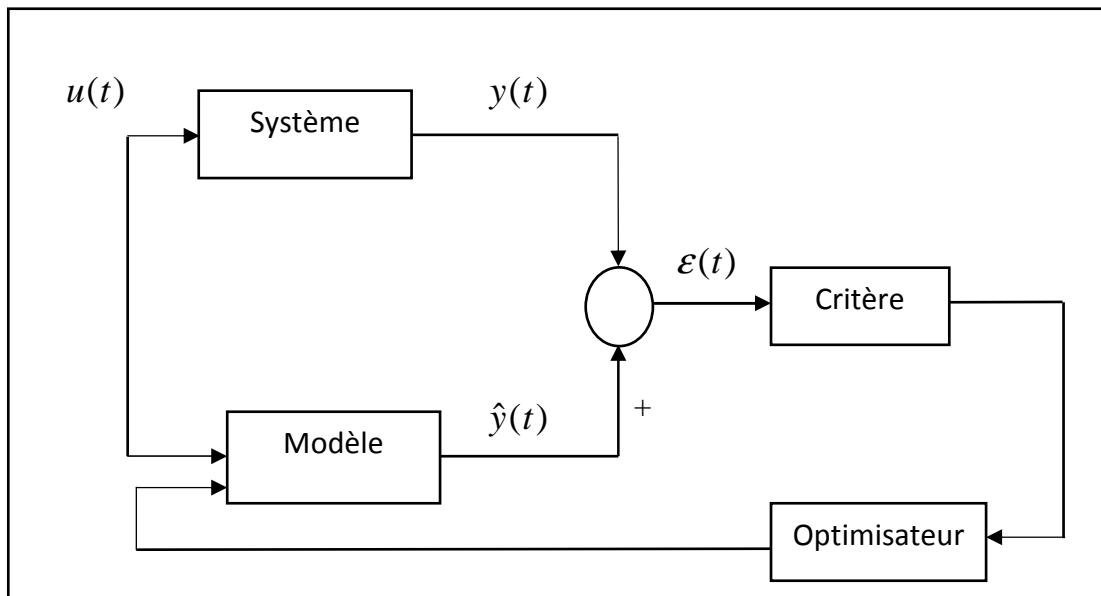 u(t)
y(t)
Système
ε(t)
Critère
ŷ(t)
+
Modèle
Optimisateur